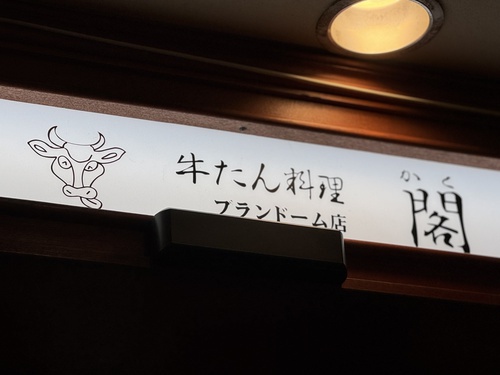 牛たん料理
ブランドーム店
かく
閣